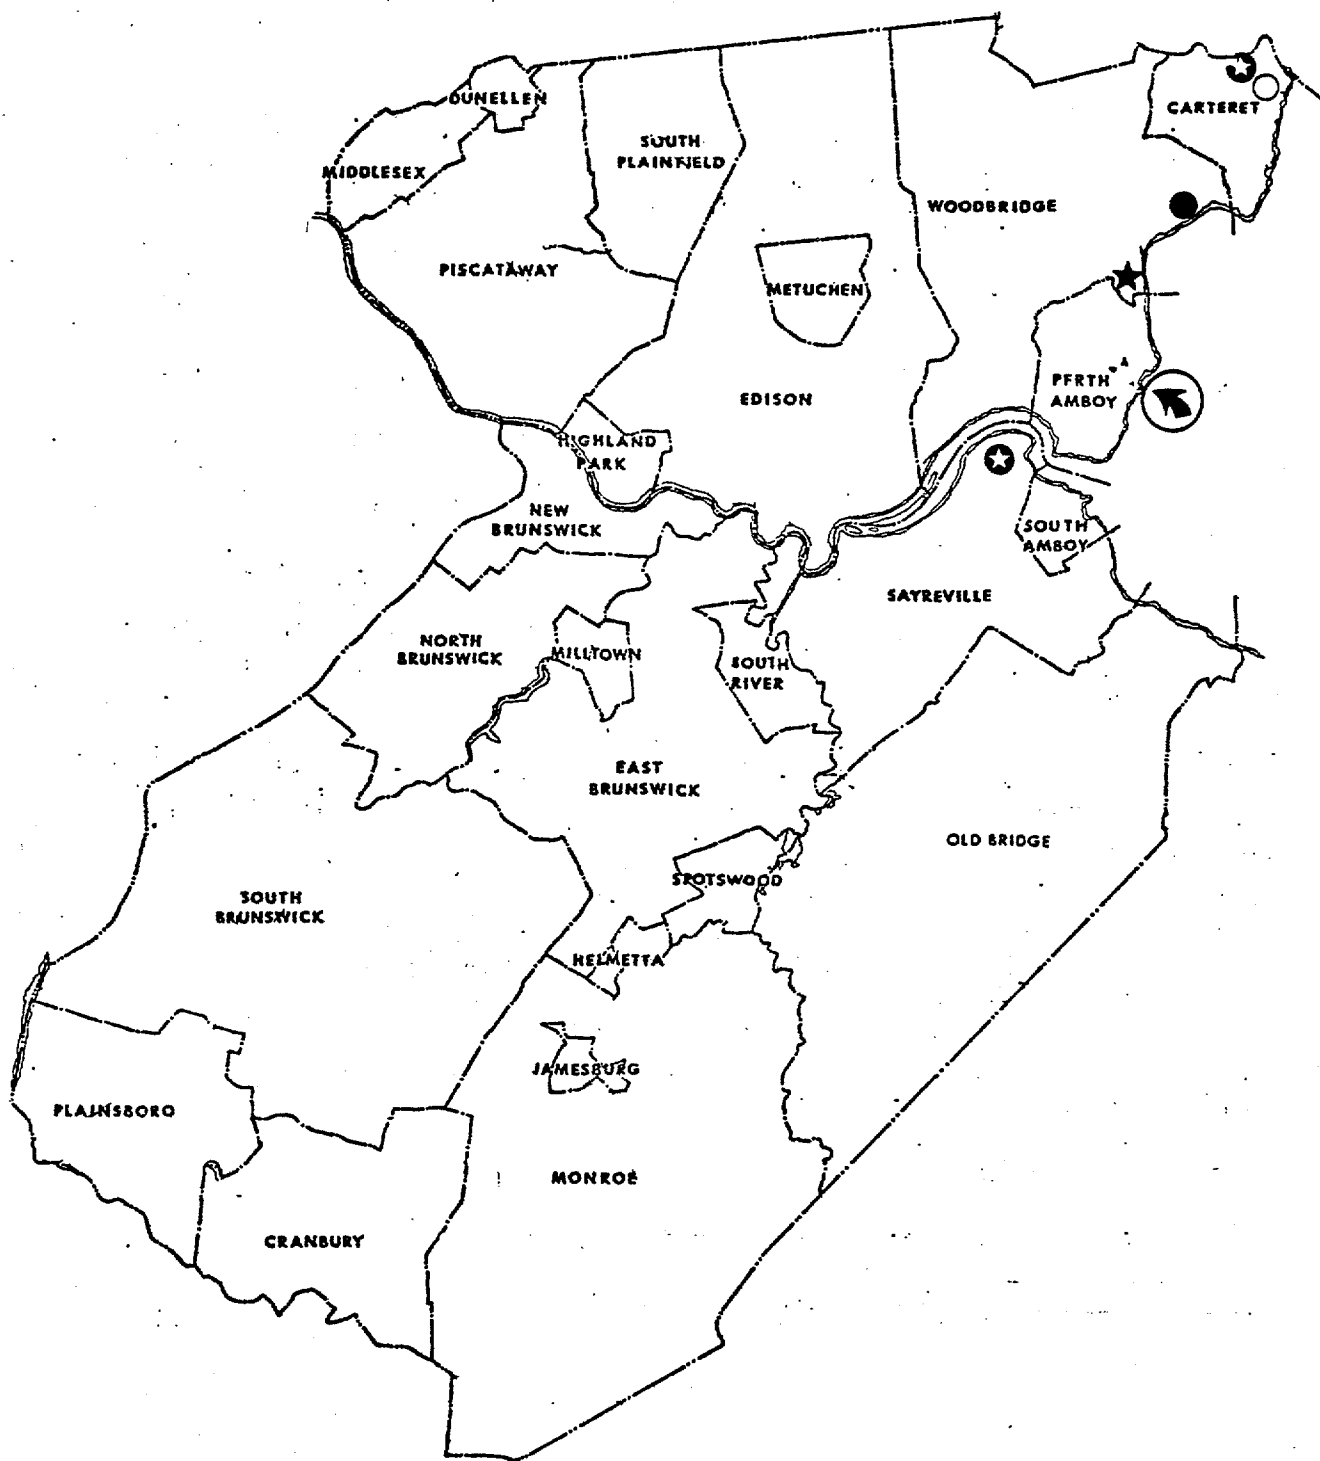 DUNELLEN
CARTERET
SOUTH
PLAINFIELD
MIDDLESEX
WOODBRIDGE
PISCATAWAY
METUCHEN
PERTH
AMBOY
EDISON
HIGHLAND
PARK
NEW
BRUNSWICK
SOUTH
AMBOY
SAYREVILLE
NORTH
BRUNSWICK
MILLTOWN
SOUTH
RIVER
EAST
BRUNSWICK
OLD BRIDGE
SPOTSWOOD
SOUTH
BRUNSWICK
HELMETTA
JAMESBURG
PLAINSBORO
MONROE
CRANBURY